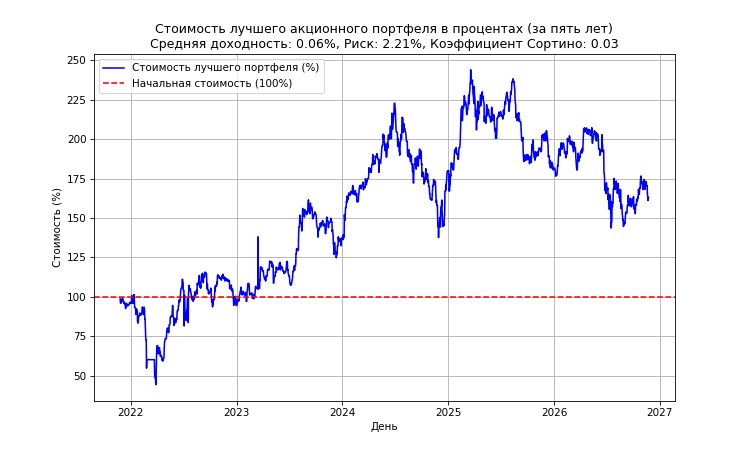 Стоимость лучшего акционного портфеля в процентах (за пять лет)
Средняя доходность: 0.06%, Риск: 2.21%, Коэффициент Сортино: 0.03
Стоимость лучшего портфеля (%)
Начальная стоимость (100%)
Стоимость (%)
250
225
200
175
150
125
100
75
50
2022 2023 2024 2025 2026 2027
День